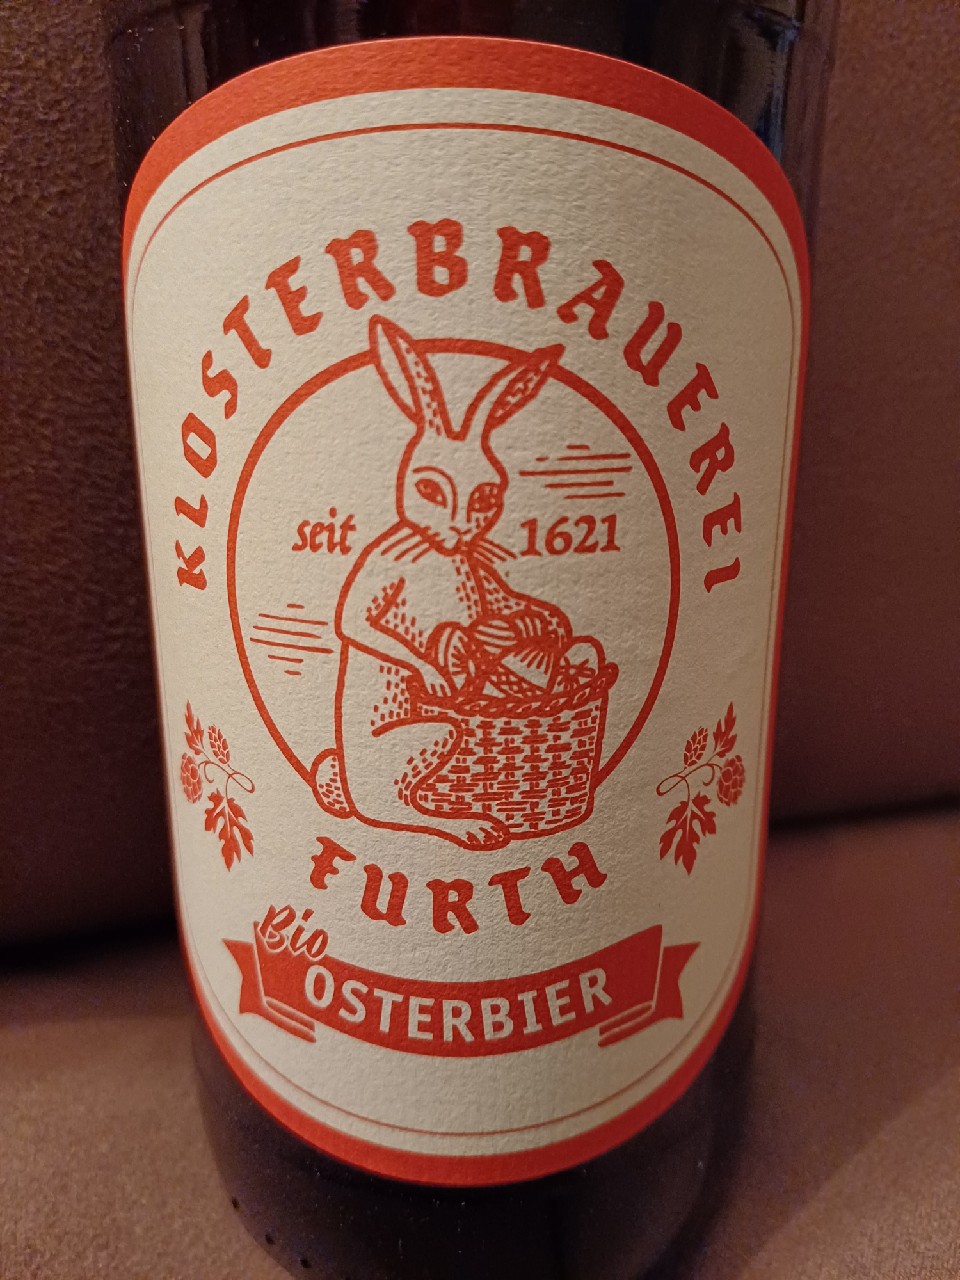 KLOSTERBRAUEREI
seit 1621
FURTH
Bio
OSTERBIER